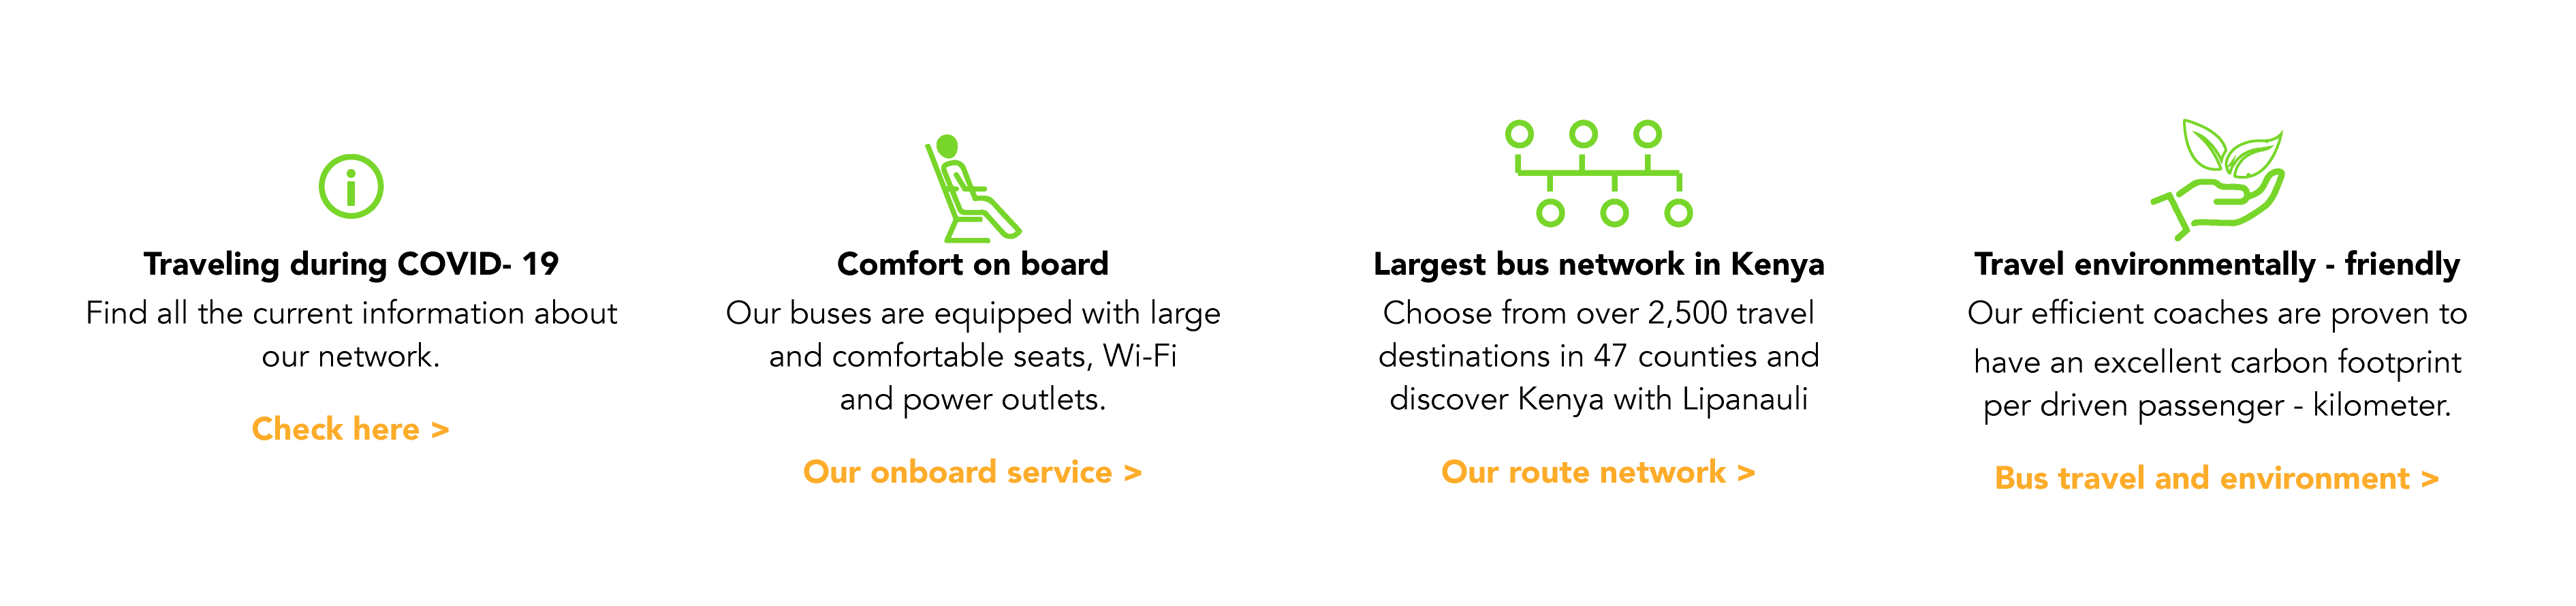 Traveling during COVID- 19
Find all the current information about
our network.
Check here >
Comfort on board
Our buses are equipped with large
and comfortable seats, Wi-Fi
and power outlets.
Our onboard service >
Largest bus network in Kenya
Choose from over 2,500 travel
destinations in 47 counties and
discover Kenya with Lipanauli
Our route network >
Travel environmentally - friendly
Our efficient coaches are proven to
have an excellent carbon footprint
per driven passenger - kilometer.
Bus travel and environment >